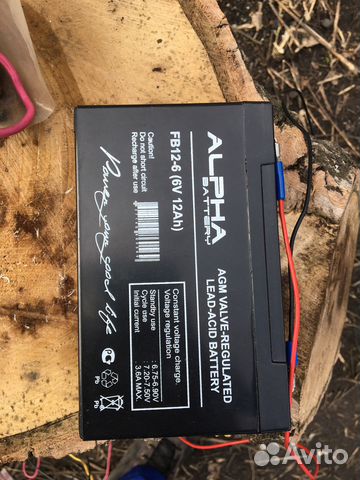 ALPHA
BATTERY
FB12-6 (6V 12Ah)
Caution!
Do not short circuit
Recharge after use
Power your good life
AGM VALVE-REGULATED
LEAD-ACID BATTERY
Constant voltage charge.
Voltage regulation
Standby use : 6.75-6.90V
Cycle use : 7.20-7.50V
Initial current : 3.6A MAX.
Pb
Pb
Avito